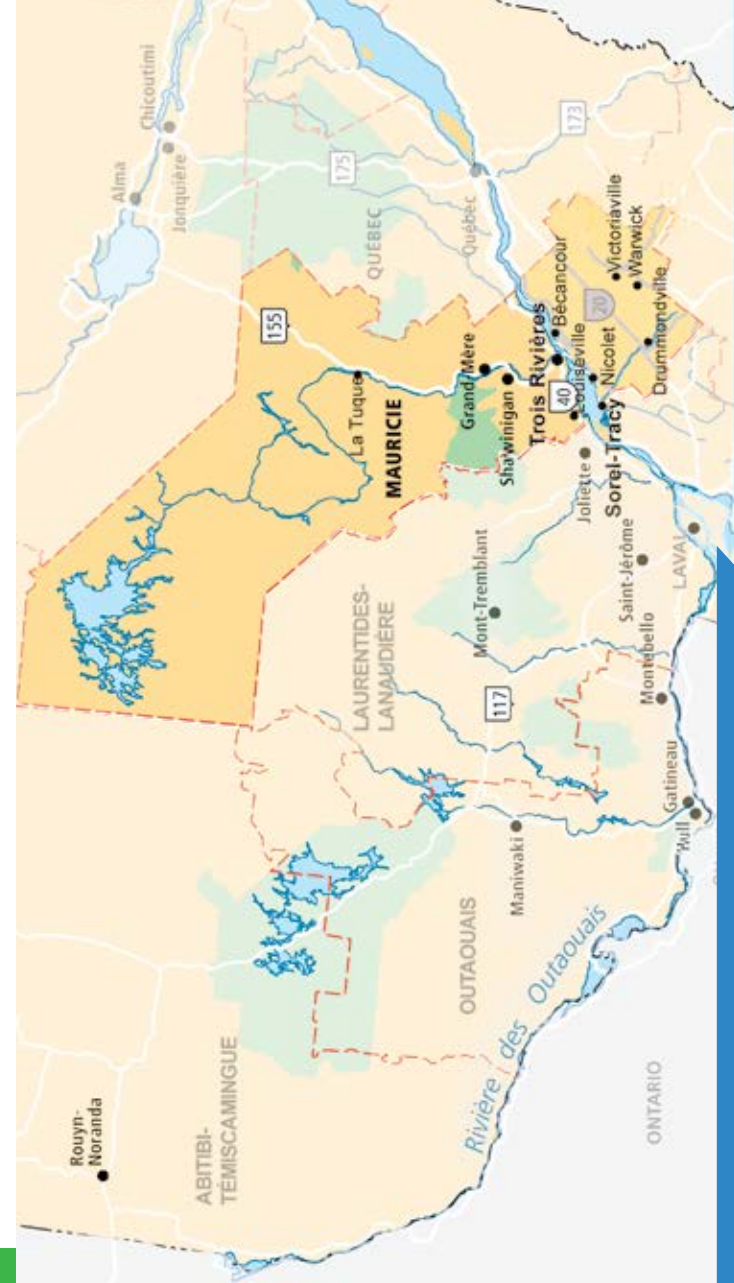 Rouyn-
Noranda
Alma
Chicoutimi
Jonquière
ABITIBI-
TÉMISCAMINGUE
155
175
La Tuque
LAURENTIDES-
LANAUDIÈRE
QUÉBEC
MAURICIE
OUTAOUAIS
Grand-Mère
Québec
Mont-Tremblant
117
Shawinigan
Maniwaki
Trois Rivières
Rivière des Outaouais
Bécancour
40
173
Louiseville
Joliette
20
Nicolet
Sorel-Tracy
Victoriaville
Saint-Jérôme
Warwick
Montebello
ONTARIO
Drummondville
Gatineau
LAVAL
Hull